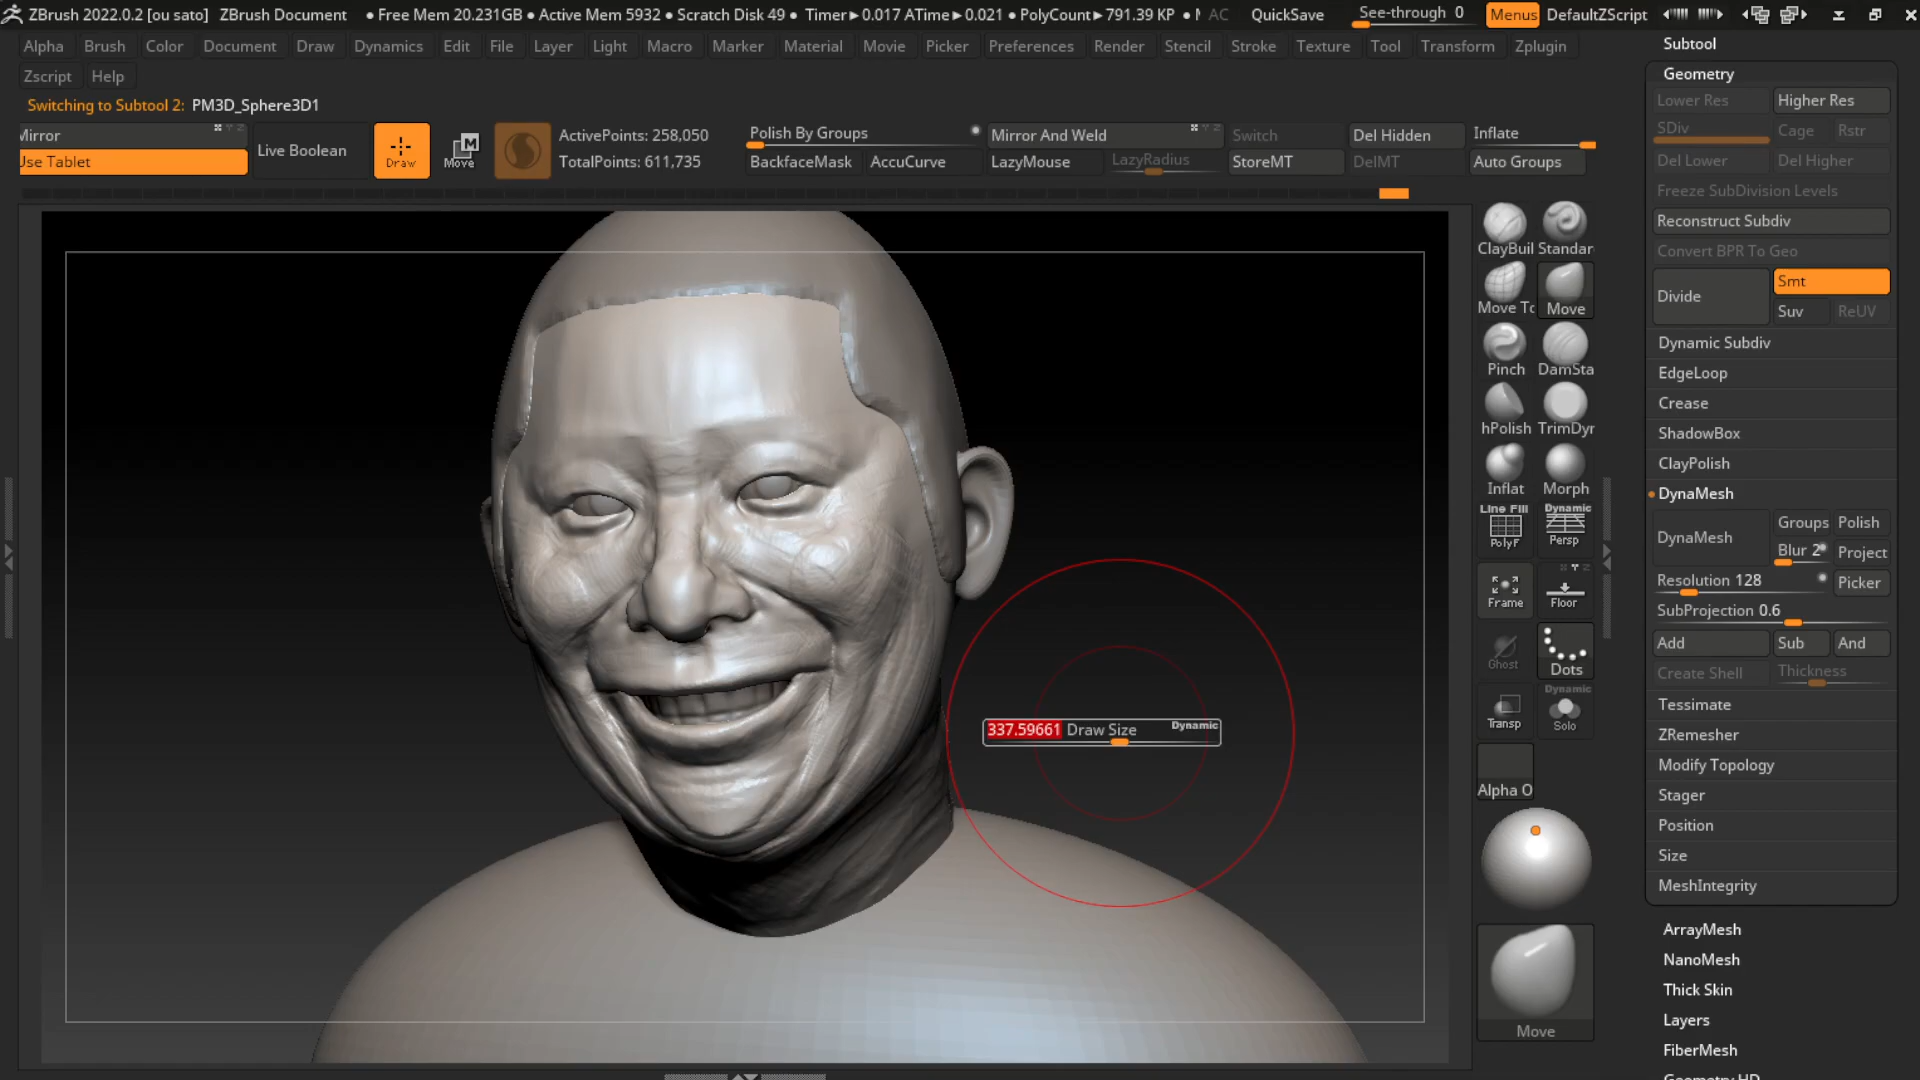 ZBrush 2022.0.2 [ou sato] ZBrush Document • Free Mem 20.231GB • Active Mem 5932 • Scratch Disk 49 • Timer▶0.017 ATime▶0.021 • PolyCount▶791.39 KP • AC QuickSave See-through 0 Menus DefaultZScript
Alpha Brush Color Document Draw Dynamics Edit File Layer Light Macro Marker Material Movie Picker Preferences Render Stencil Stroke Texture Tool Transform Zplugin
Zscript Help
Switching to Subtool 2: PM3D_Sphere3D1
Mirror
Use Tablet
Live Boolean
Draw
M
Move
ActivePoints: 258,050
TotalPoints: 611,735
Polish By Groups
BackfaceMask AccuCurve
Mirror And Weld
LazyMouse LazyRadius
Switch
StoreMT
Del Hidden
DelMT
Inflate
Auto Groups
ClayBuil Standar
Move To Move
Pinch DamSta
hPolish TrimDyn
Inflat Morph
Line Fill
PolyF
Dynamic
Persp
Frame
Floor
Ghost
Dots
Transp
Dynamic
Solo
Alpha O
Move
337.59661 Draw Size Dynamic
Subtool
Geometry
Lower Res Higher Res
SDiv Cage Rstr
Del Lower Del Higher
Freeze SubDivision Levels
Reconstruct Subdiv
Convert BPR To Geo
Divide
Smt
Suv ReUV
Dynamic Subdiv
EdgeLoop
Crease
ShadowBox
ClayPolish
DynaMesh
DynaMesh
Groups Polish
Blur 2 Project
Resolution 128 Picker
SubProjection 0.6
Add Sub And
Create Shell Thickness
Tessimate
ZRemesher
Modify Topology
Stager
Position
Size
MeshIntegrity
ArrayMesh
NanoMesh
Thick Skin
Layers
FiberMesh
Geometry HD